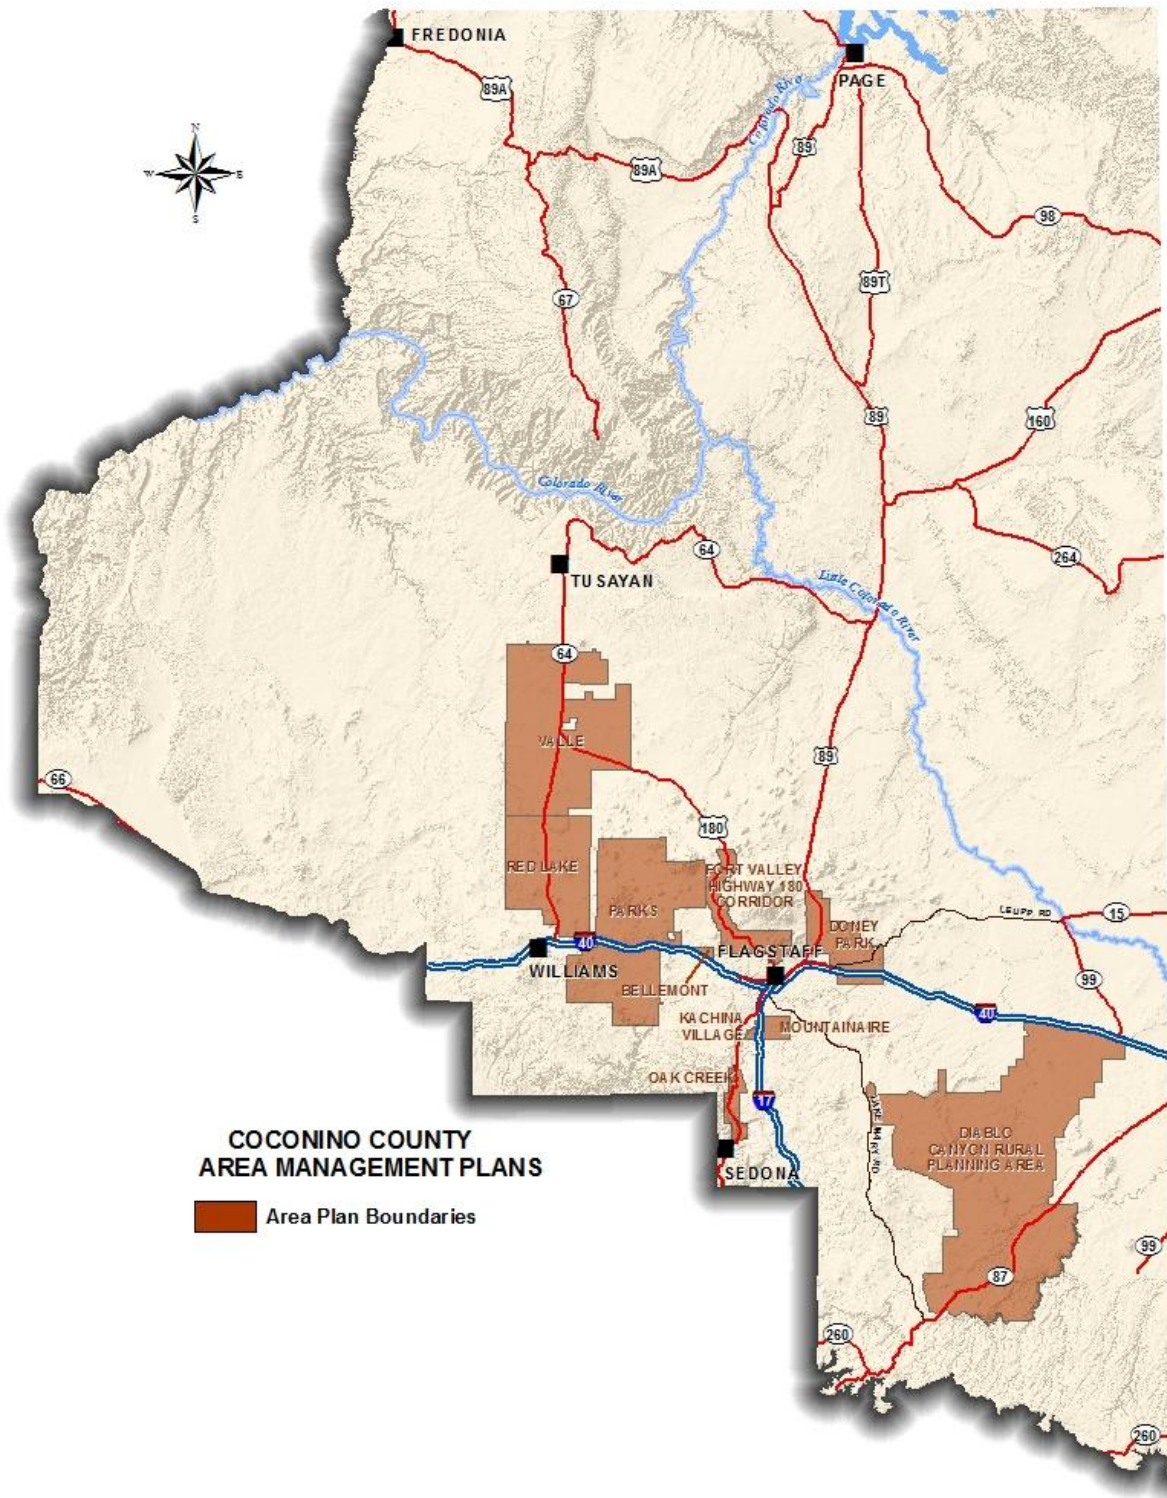 FREDONIA
PAGE
89A
Colorado River
N
W
E
S
89
89A
98
89T
67
89
160
Colorado River
64
264
TUSAYAN
Little Colorado River
64
VALLE
89
66
180
RED LAKE
FORT VALLEY
HIGHWAY 180
CORRIDOR
PARKS
LEUPP RD
15
DONEY
PARK
40
FLAGSTAFF
WILLIAMS
99
BELLEMONT
40
KACHINA
VILLAGE
MOUNTAINAIRE
OAK CREEK
17
LAKE MARY RD
COCONINO COUNTY
AREA MANAGEMENT PLANS
DIABLO
CANYON RURAL
PLANNING AREA
SEDONA
Area Plan Boundaries
99
87
260
260